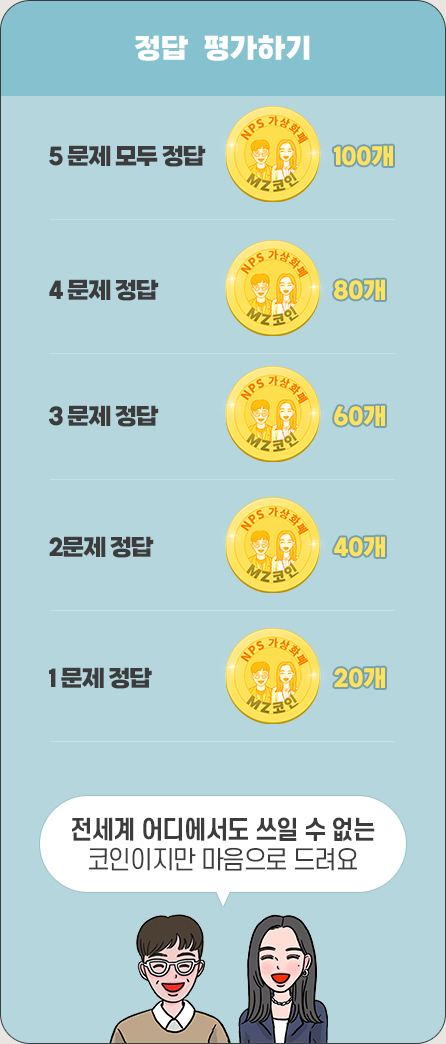 정답 평가하기
5 문제 모두 정답
NPS 가상화폐
MZ코인
100개
4 문제 정답
NPS 가상화폐
MZ코인
80개
3 문제 정답
NPS 가상화폐
MZ코인
60개
2문제 정답
NPS 가상화폐
MZ코인
40개
1 문제 정답
NPS 가상화폐
MZ코인
20개
전세계 어디에서도 쓰일 수 없는
코인이지만 마음으로 드려요